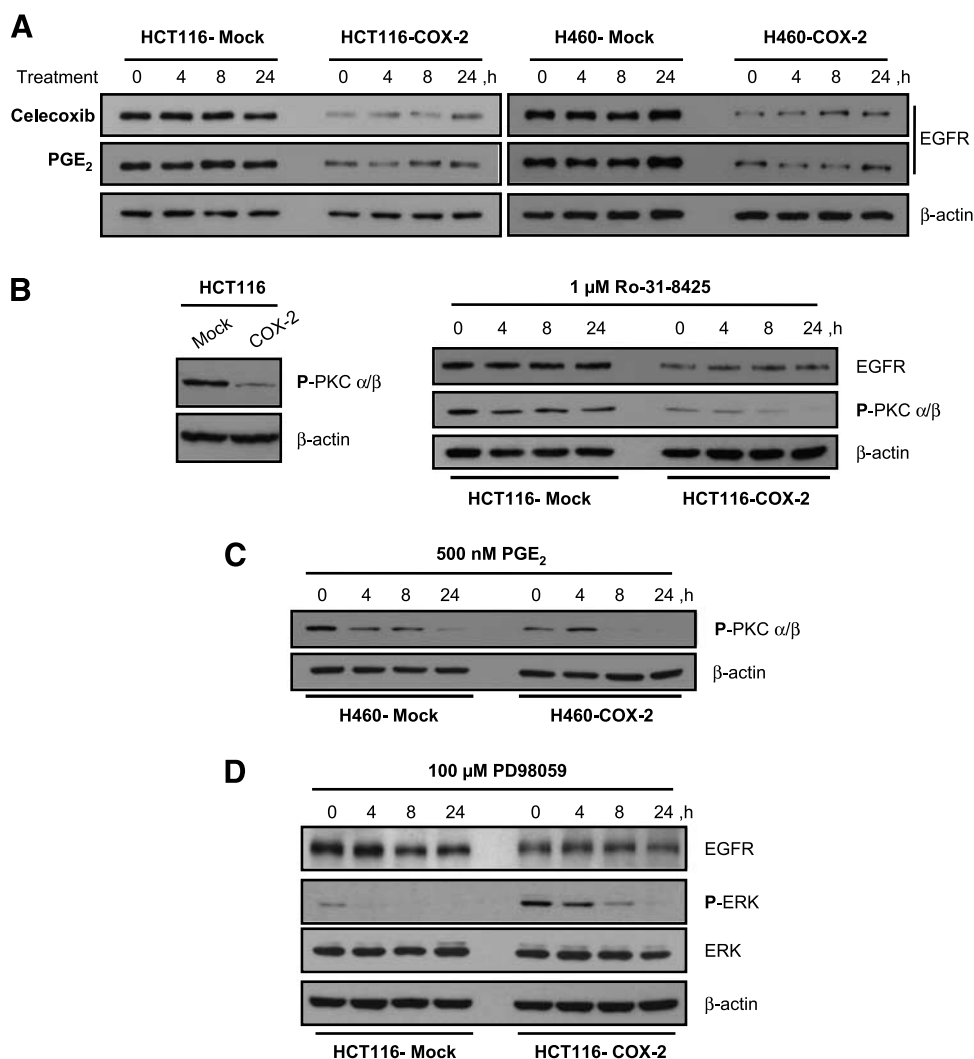 A
HCT116- Mock HCT116-COX-2 H460- Mock H460-COX-2
Treatment 0 4 8 24 0 4 8 24 ,h 0 4 8 24 0 4 8 24 ,h
Celecoxib
PGE2
EGFR
β-actin
B
HCT116
Mock COX-2
P-PKC α/β
β-actin
1 µM Ro-31-8425
0 4 8 24 0 4 8 24 ,h
EGFR
P-PKC α/β
β-actin
HCT116- Mock HCT116-COX-2
C
500 nM PGE2
0 4 8 24 0 4 8 24 ,h
P-PKC α/β
β-actin
H460- Mock H460-COX-2
D
100 µM PD98059
0 4 8 24 0 4 8 24 ,h
EGFR
P-ERK
ERK
β-actin
HCT116- Mock HCT116- COX-2